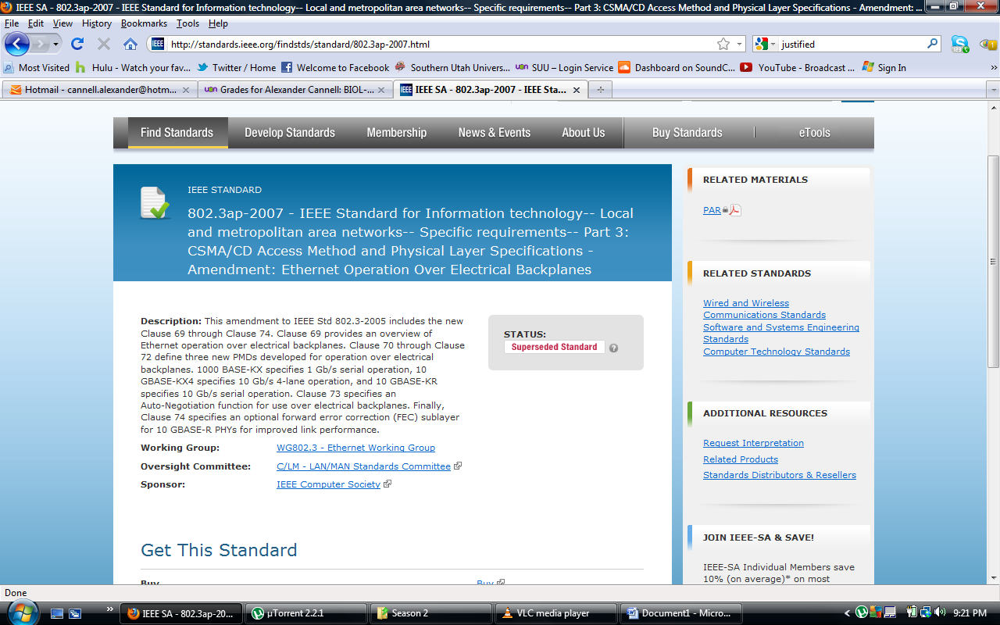 IEEE SA - 802.3ap-2007 - IEEE Standard for Information technology-- Local and metropolitan area networks-- Specific requirements-- Part 3: CSMA/CD Access Method and Physical Layer Specifications - Amendment: ...
File Edit View History Bookmarks Tools Help
IEEE http://standards.ieee.org/findstds/standard/802.3ap-2007.html justified
Most Visited Hulu - Watch your fav... Twitter / Home Welcome to Facebook Southern Utah Univers... SUU – Login Service Dashboard on SoundC... YouTube - Broadcast ... Sign In »
Hotmail - cannell.alexander@hotm... Grades for Alexander Cannell: BIOL-... IEEE IEEE SA - 802.3ap-2007 - IEEE Sta...
Find Standards Develop Standards Membership News & Events About Us Buy Standards eTools
IEEE STANDARD
802.3ap-2007 - IEEE Standard for Information technology-- Local
and metropolitan area networks-- Specific requirements-- Part 3:
CSMA/CD Access Method and Physical Layer Specifications -
Amendment: Ethernet Operation Over Electrical Backplanes
Description: This amendment to IEEE Std 802.3-2005 includes the new
Clause 69 through Clause 74. Clause 69 provides an overview of
Ethernet operation over electrical backplanes. Clause 70 through Clause
72 define three new PMDs developed for operation over electrical
backplanes. 1000 BASE-KX specifies 1 Gb/s serial operation, 10
GBASE-KX4 specifies 10 Gb/s 4-lane operation, and 10 GBASE-KR
specifies 10 Gb/s serial operation. Clause 73 specifies an
Auto-Negotiation function for use over electrical backplanes. Finally,
Clause 74 specifies an optional forward error correction (FEC) sublayer
for 10 GBASE-R PHYs for improved link performance.
STATUS:
Superseded Standard ?
Working Group: WG802.3 - Ethernet Working Group
Oversight Committee: C/LM - LAN/MAN Standards Committee
Sponsor: IEEE Computer Society
Get This Standard
Buy Buy
RELATED MATERIALS
PAR
RELATED STANDARDS
Wired and Wireless
Communications Standards
Software and Systems Engineering
Standards
Computer Technology Standards
ADDITIONAL RESOURCES
Request Interpretation
Related Products
Standards Distributors & Resellers
JOIN IEEE-SA & SAVE!
IEEE-SA Individual Members save
10% (on average)* on most
Done
» IEEE SA - 802.3ap-20... µTorrent 2.2.1 Season 2 VLC media player Document1 - Micro... < 9:21 PM